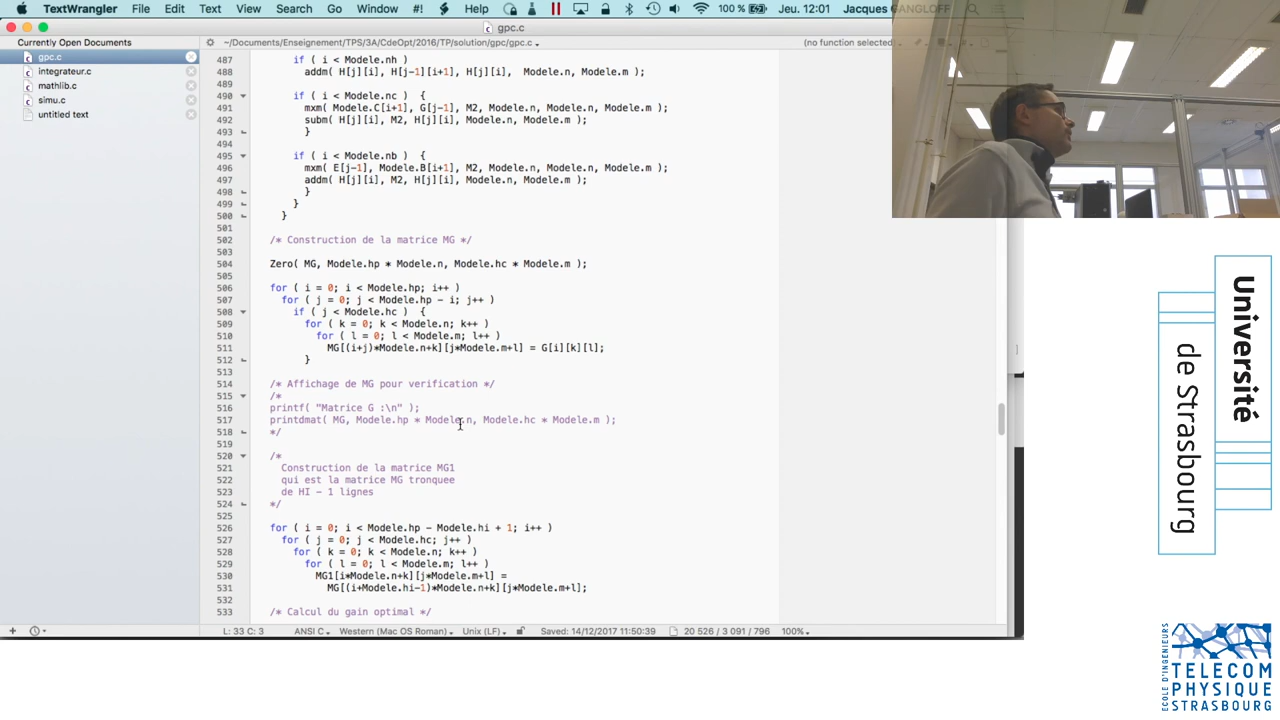 TextWrangler File Edit Text View Search Go Window #! Help 100 % Jeu. 12:01 Jacques GANGLOFF
gpc.c
Currently Open Documents
~/Documents/Enseignement/TPS/3A/CdeOpt/2016/TP/solution/gpc/gpc.c
(no function selected)
gpc.c
integrateur.c
mathlib.c
simu.c
untitled text
487 if ( i < Modele.nh )
488 addm( H[j][i], H[j-1][i+1], H[j][i], Modele.n, Modele.m );
489
490 if ( i < Modele.nc ) {
491 mxm( Modele.C[i+1], G[j-1], M2, Modele.n, Modele.n, Modele.m );
492 subm( H[j][i], M2, H[j][i], Modele.n, Modele.m );
493 }
494
495 if ( i < Modele.nb ) {
496 mxm( E[j-1], Modele.B[i+1], M2, Modele.n, Modele.n, Modele.m );
497 addm( H[j][i], M2, H[j][i], Modele.n, Modele.m );
498 }
499 }
500 }
501
502 /* Construction de la matrice MG */
503
504 Zero( MG, Modele.hp * Modele.n, Modele.hc * Modele.m );
505
506 for ( i = 0; i < Modele.hp; i++ )
507 for ( j = 0; j < Modele.hp - i; j++ )
508 if ( j < Modele.hc ) {
509 for ( k = 0; k < Modele.n; k++ )
510 for ( l = 0; l < Modele.m; l++ )
511 MG[(i+j)*Modele.n+k][j*Modele.m+l] = G[i][k][l];
512 }
513
514 /* Affichage de MG pour verification */
515 /*
516 printf( "Matrice G :\n" );
517 printdmat( MG, Modele.hp * Modele.n, Modele.hc * Modele.m );
518 */
519
520 /*
521 Construction de la matrice MG1
522 qui est la matrice MG tronquee
523 de HI - 1 lignes
524 */
525
526 for ( i = 0; i < Modele.hp - Modele.hi + 1; i++ )
527 for ( j = 0; j < Modele.hc; j++ )
528 for ( k = 0; k < Modele.n; k++ )
529 for ( l = 0; l < Modele.m; l++ )
530 MG1[i*Modele.n+k][j*Modele.m+l] =
531 MG[(i+Modele.hi-1)*Modele.n+k][j*Modele.m+l];
532
533 /* Calcul du gain optimal */
L: 33 C: 3 ANSI C Western (Mac OS Roman) Unix (LF) Saved: 14/12/2017 11:50:39 20 526 / 3 091 / 796 100%
Université
de Strasbourg
ECOLE D'INGENIEURS
TELECOM
PHYSIQUE
STRASBOURG